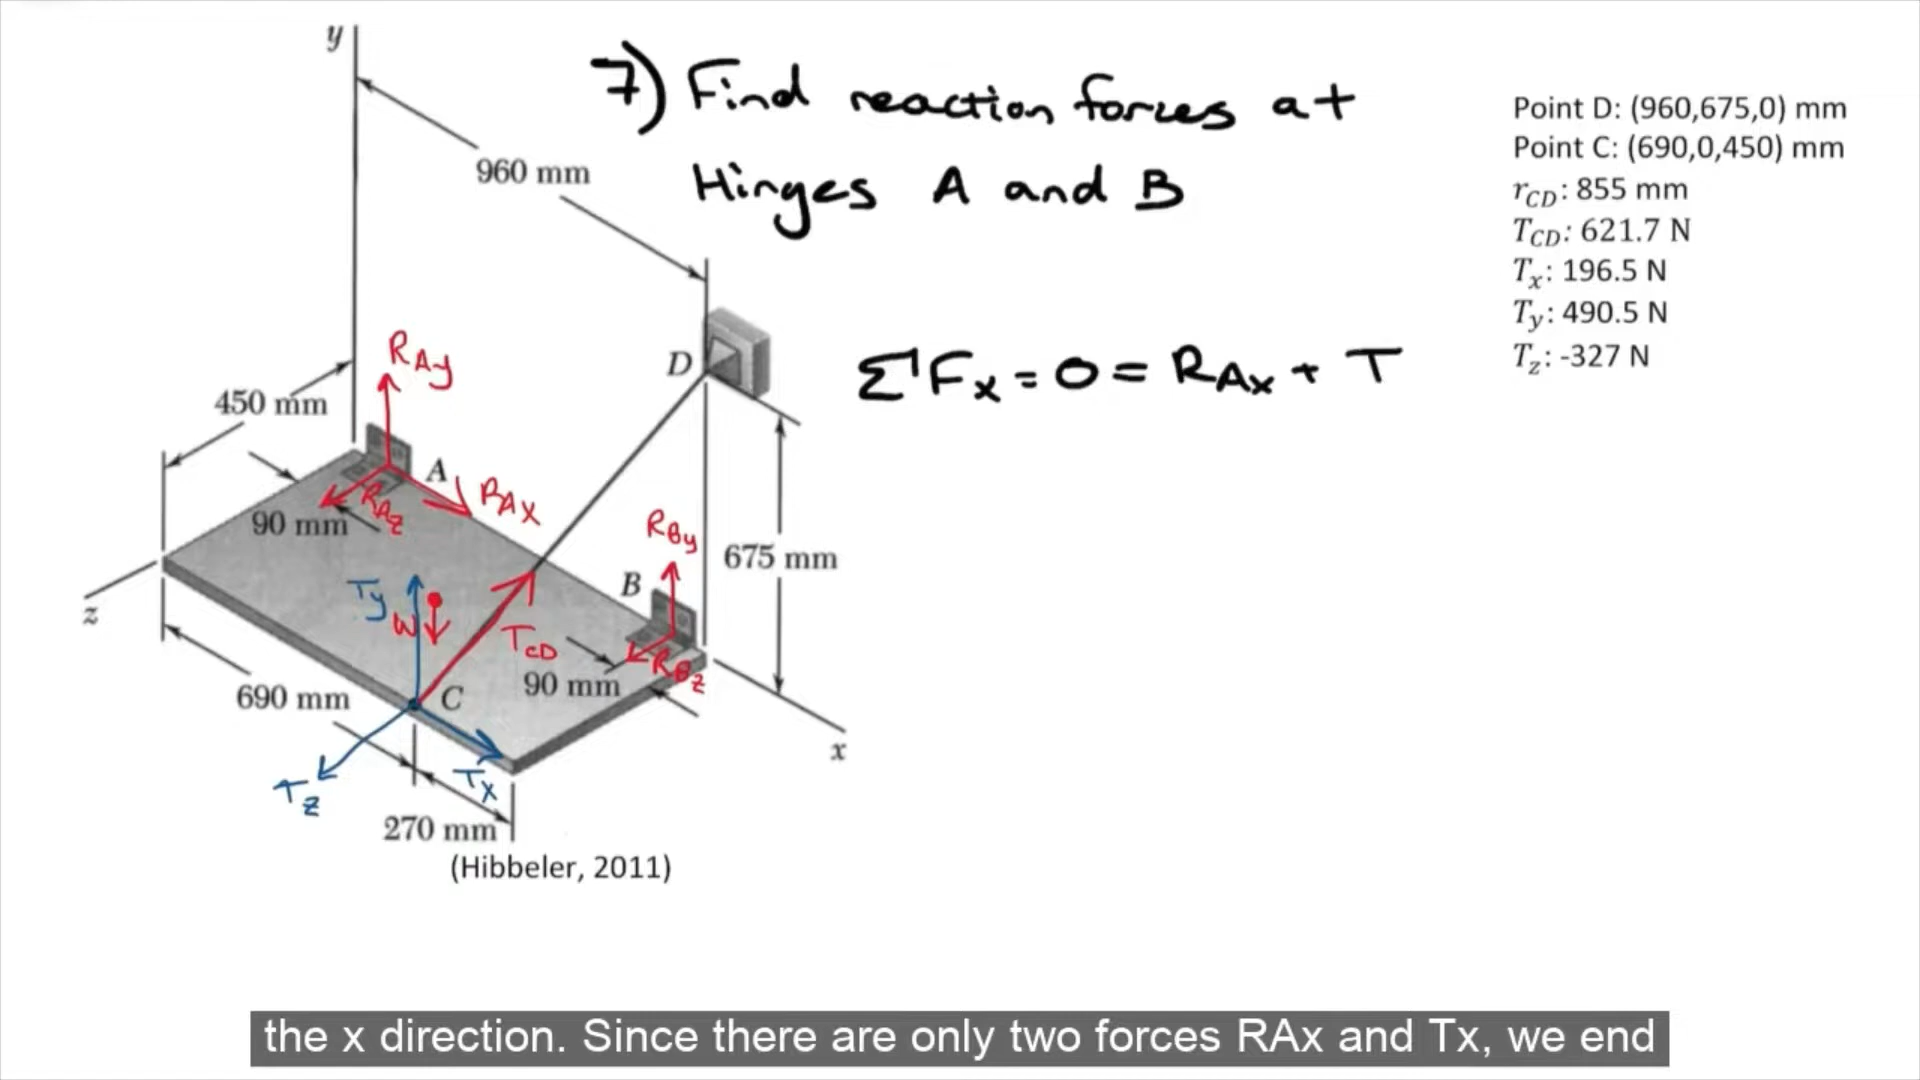 y
7) Find reaction forces at
Hinges A and B
Point D: (960,675,0) mm
Point C: (690,0,450) mm
rCD: 855 mm
TCD: 621.7 N
Tx: 196.5 N
Ty: 490.5 N
Tz: -327 N
960 mm
D
ΣFx = 0 = RAx + T
RAy
450 mm
A
RAx
RAz
90 mm
RBy
675 mm
B
z
Ty
W
TCD
RBz
90 mm
690 mm
C
x
Tz
Tx
270 mm
(Hibbeler, 2011)
the x direction. Since there are only two forces RAx and Tx, we end